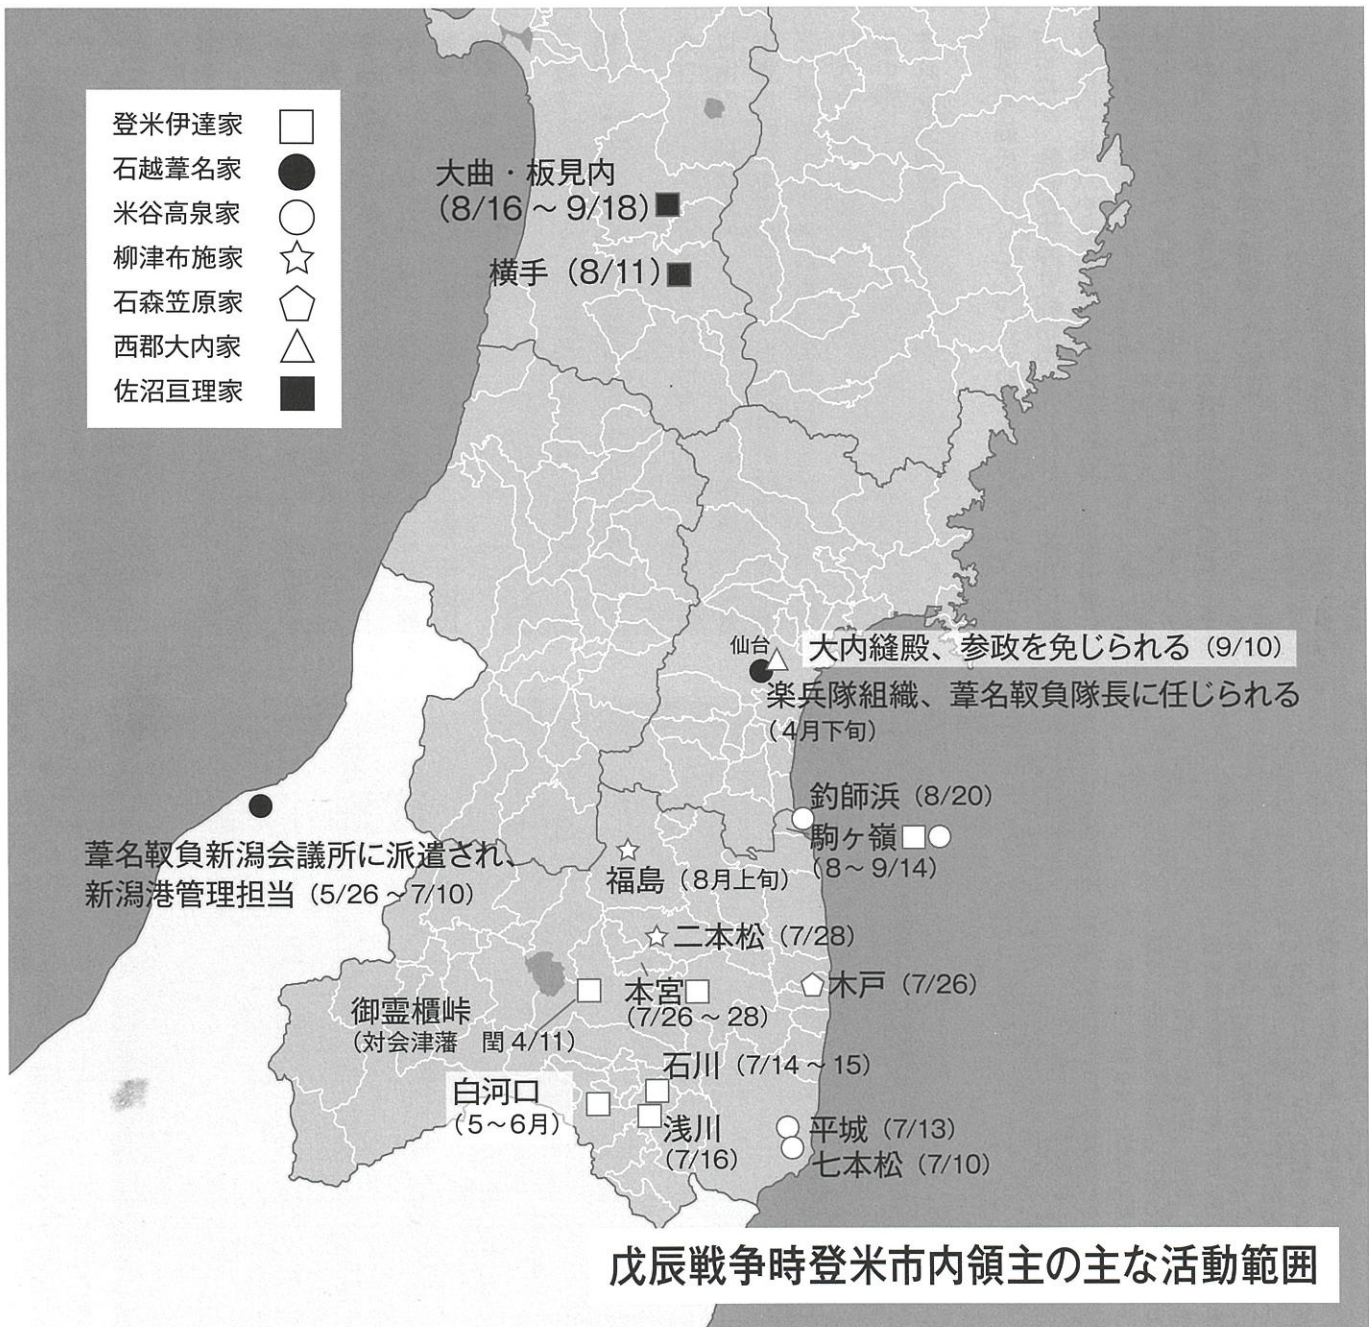 登米伊達家
石越葦名家
米谷高泉家
柳津布施家
石森笠原家
西郡大内家
佐沼亘理家
大曲・板見内
(8/16 ~ 9/18)
横手 (8/11)
仙台
大内縫殿、参政を免じられる (9/10)
楽兵隊組織、葦名靱負隊長に任じられる
(4月下旬)
釣師浜 (8/20)
駒ヶ嶺
(8~ 9/14)
葦名靱負新潟会議所に派遣され、
新潟港管理担当 (5/26 ~ 7/10)
福島 (8月上旬)
二本松 (7/28)
本宮
(7/26 ~ 28)
木戸 (7/26)
御霊櫃峠
(対会津藩 閏 4/11)
石川 (7/14 ~ 15)
白河口
(5~6月)
浅川
(7/16)
平城 (7/13)
七本松 (7/10)
戊辰戦争時登米市内領主の主な活動範囲